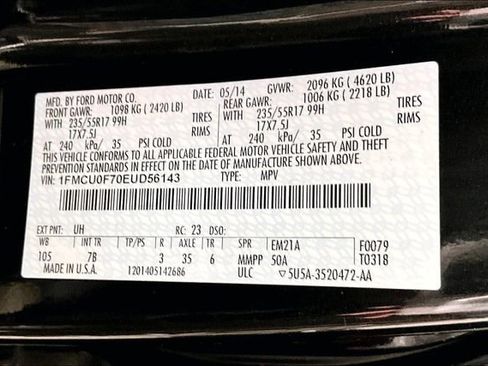 MFD. BY FORD MOTOR CO. DATE: 05/14 GVWR: 2096 KG ( 4620 LB)
FRONT GAWR: 1098 KG ( 2420 LB) REAR GAWR: 1006 KG ( 2218 LB)
WITH TIRES WITH TIRES
235/55R17 99H RIMS 235/55R17 99H RIMS
17X7.5J 17X7.5J
AT 240 kPa/ 35 PSI COLD AT 240 kPa/ 35 PSI COLD
THIS VEHICLE CONFORMS TO ALL APPLICABLE FEDERAL MOTOR VEHICLE SAFETY AND THEFT
PREVENTION STANDARDS IN EFFECT ON THE DATE OF MANUFACTURE SHOWN ABOVE.
VIN: 1FMCU0F70EUD56143 TYPE: MPV
EXT PNT: UH RC: 23 DSO:
WB INT TR TP/PS R AXLE TR SPR EM21A F0079
105 7B 3 35 6 MMPP 50A T0318
MADE IN U.S.A. 1201405142686 ULC ▽5U5A-3520472-AA